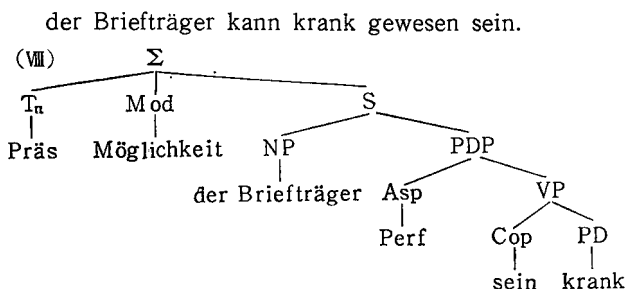 der Briefträger kann krank gewesen sein.
(Ⅷ) Σ
Tn Mod S
Präs Möglichkeit NP PDP
der Briefträger Asp VP
Perf Cop PD
sein krank